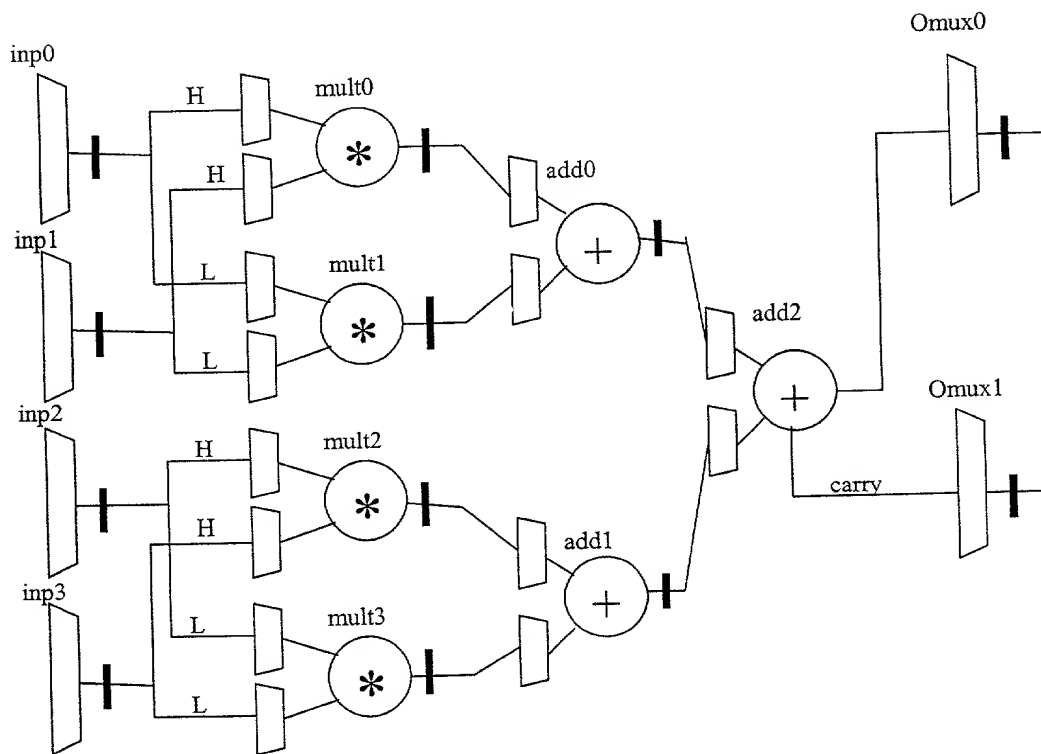 Omux0
inp0
H
mult0
*
H
add0
+
inp1
L
mult1
*
add2
L
+
Omux1
inp2
H
mult2
*
carry
H
add1
inp3
+
L
mult3
*
L